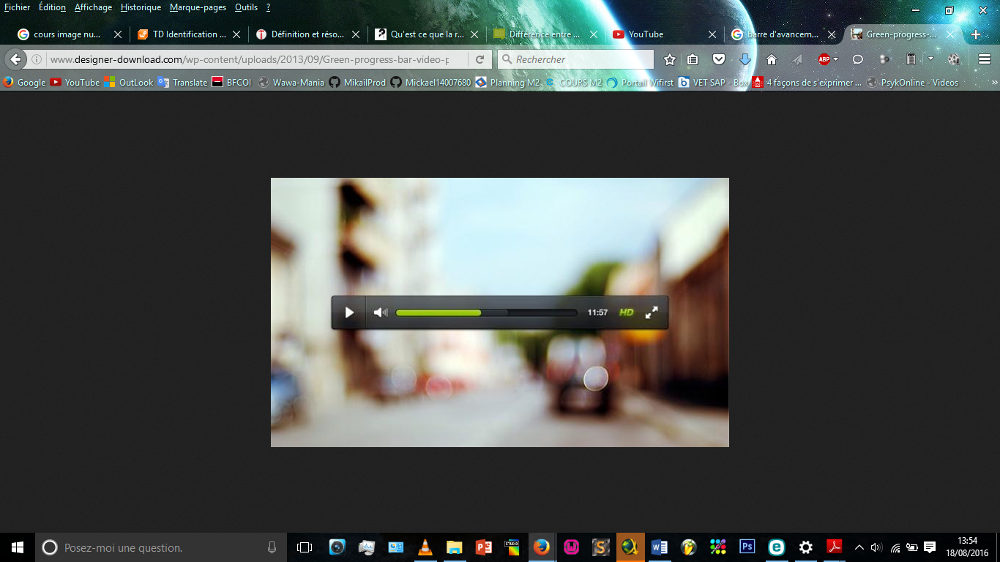 Fichier Édition Affichage Historique Marque-pages Outils ?
cours image nu... TD Identification ... Définition et réso... Qu'est ce que la r... Différence entre ... YouTube barre d'avancem... Green-progress-...
www.designer-download.com/wp-content/uploads/2013/09/Green-progress-bar-video-p Rechercher ABP
Google YouTube OutLook Translate BFCOI Wawa-Mania MikailProd Mickael14007680 Planning M2 COURS M2 Portail Wifirst VET SAP - Box 4 façons de s'exprimer ... PsykOnline - Videos »
11:57 HD
Posez-moi une question. STUDIO Ps 13:54
18/08/2016